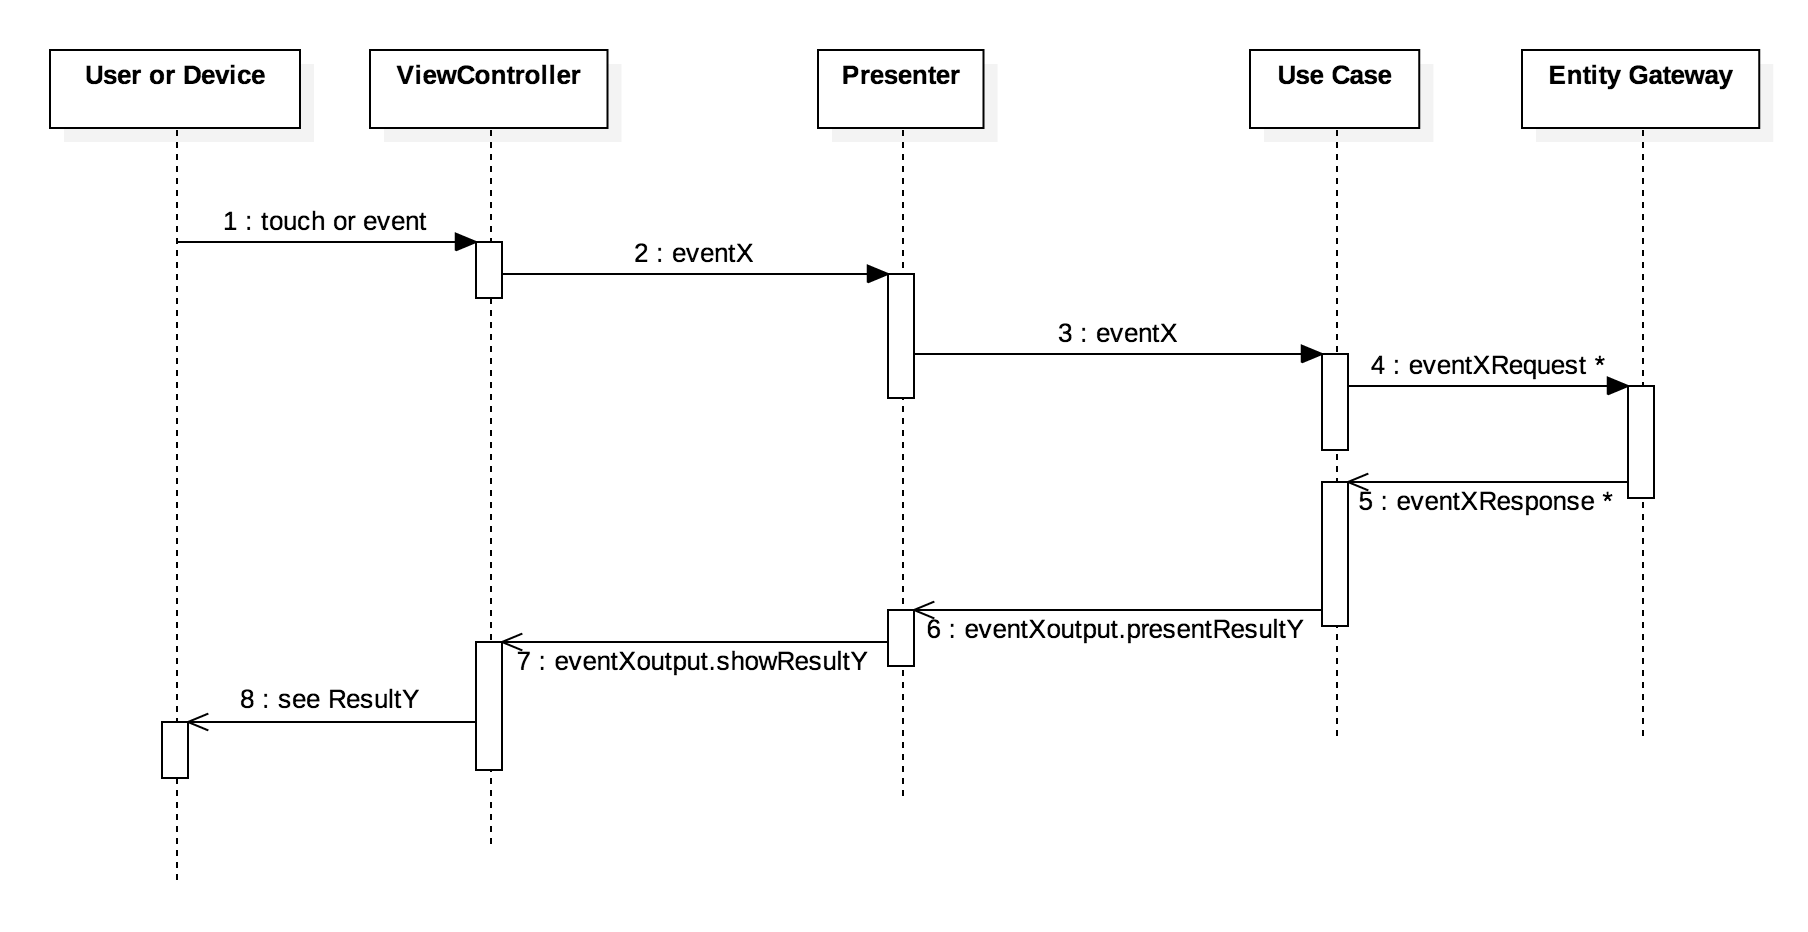 User or Device
ViewController
Presenter
Use Case
Entity Gateway
1 : touch or event
2 : eventX
3 : eventX
4 : eventXRequest *
5 : eventXResponse *
6 : eventXoutput.presentResultY
7 : eventXoutput.showResultY
8 : see ResultY